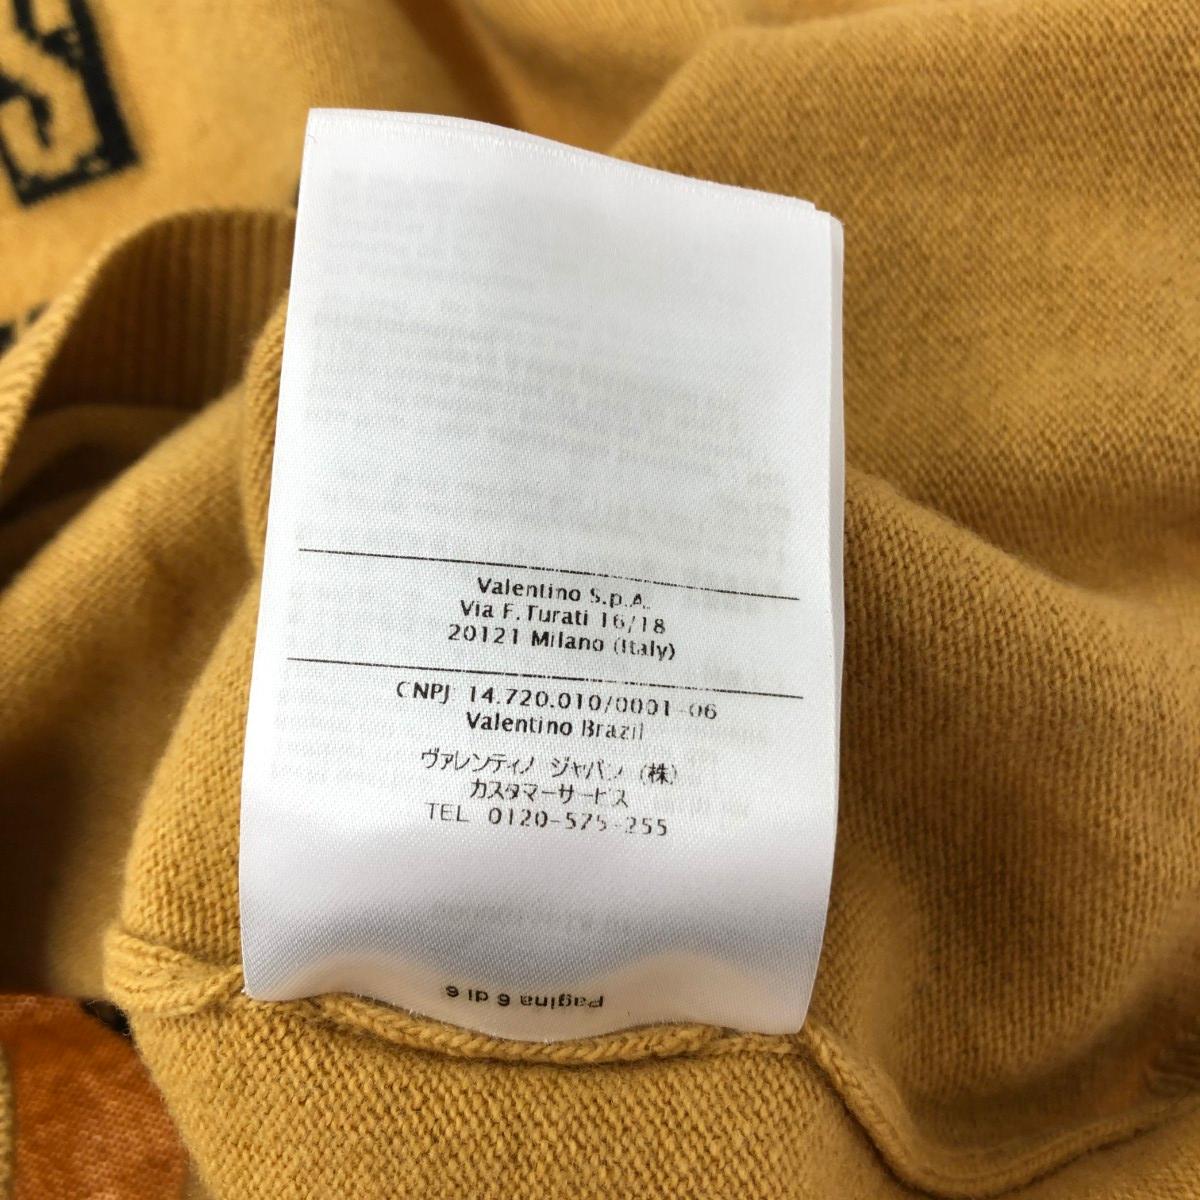 S
Valentino S.p.A.
Via F. Turati 16/18
20121 Milano (Italy)
CNPJ 14.720.010/0001-06
Valentino Brazil
ヴァレンティノ ジャパン (株)
カスタマーサービス
TEL 0120-575-255
Pagina 6 di 6